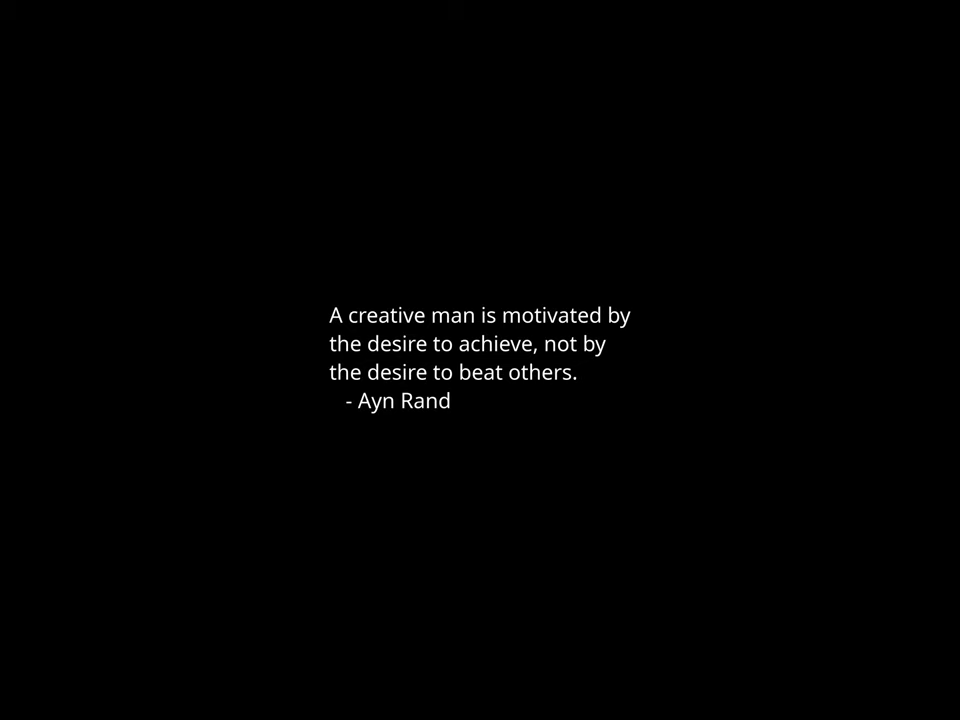 A creative man is motivated by
the desire to achieve, not by
the desire to beat others.
- Ayn Rand